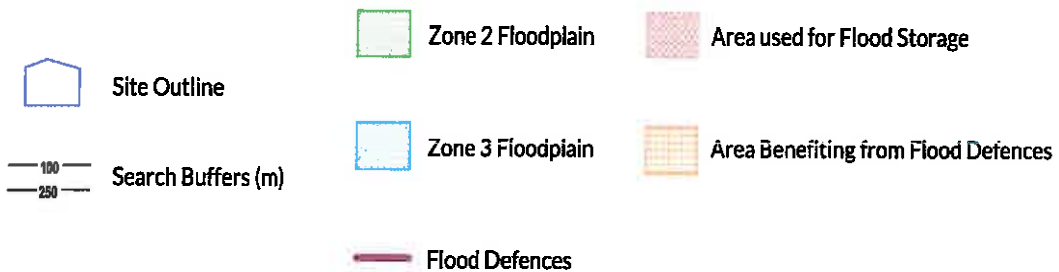 Zone 2 Floodplain
Area used for Flood Storage
Site Outline
Zone 3 Floodplain
Area Benefiting from Flood Defences
100
250
Search Buffers (m)
Flood Defences